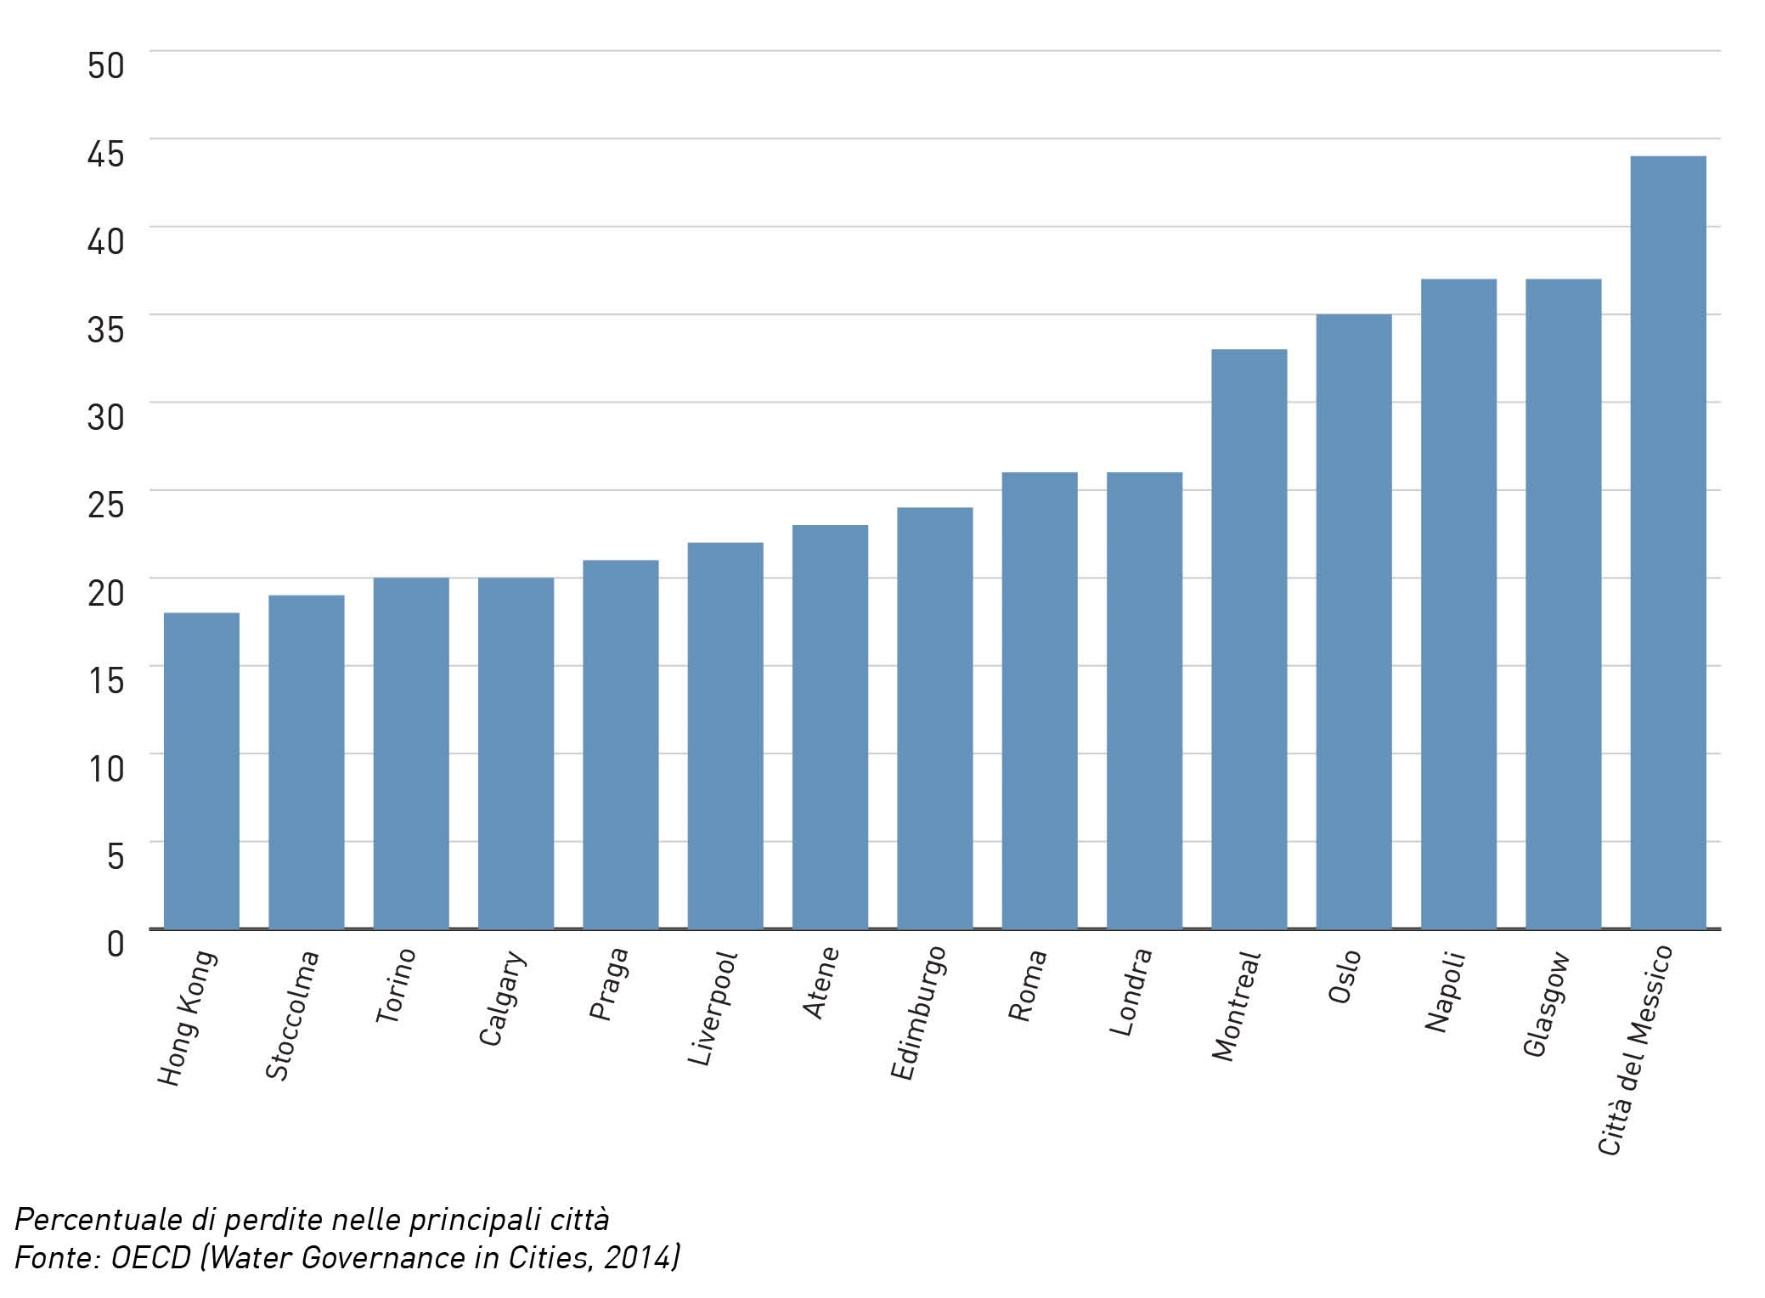 50
45
40
35
30
25
20
15
10
5
0
Hong Kong
Stoccolma
Torino
Calgary
Praga
Liverpool
Atene
Edimburgo
Roma
Londra
Montreal
Oslo
Napoli
Glasgow
Città del Messico
Percentuale di perdite nelle principali città
Fonte: OECD (Water Governance in Cities, 2014)